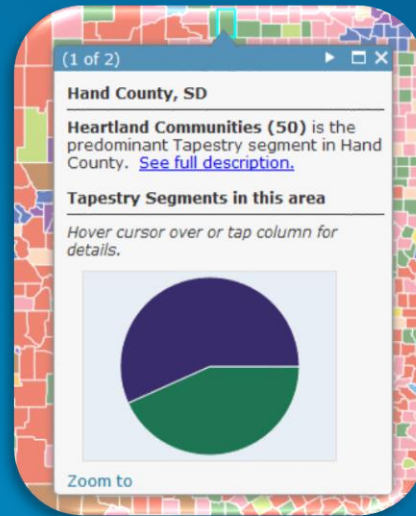 (1 of 2)
Hand County, SD
Heartland Communities (50) is the
predominant Tapestry segment in Hand
County. See full description.
Tapestry Segments in this area
Hover cursor over or tap column for
details.
Zoom to